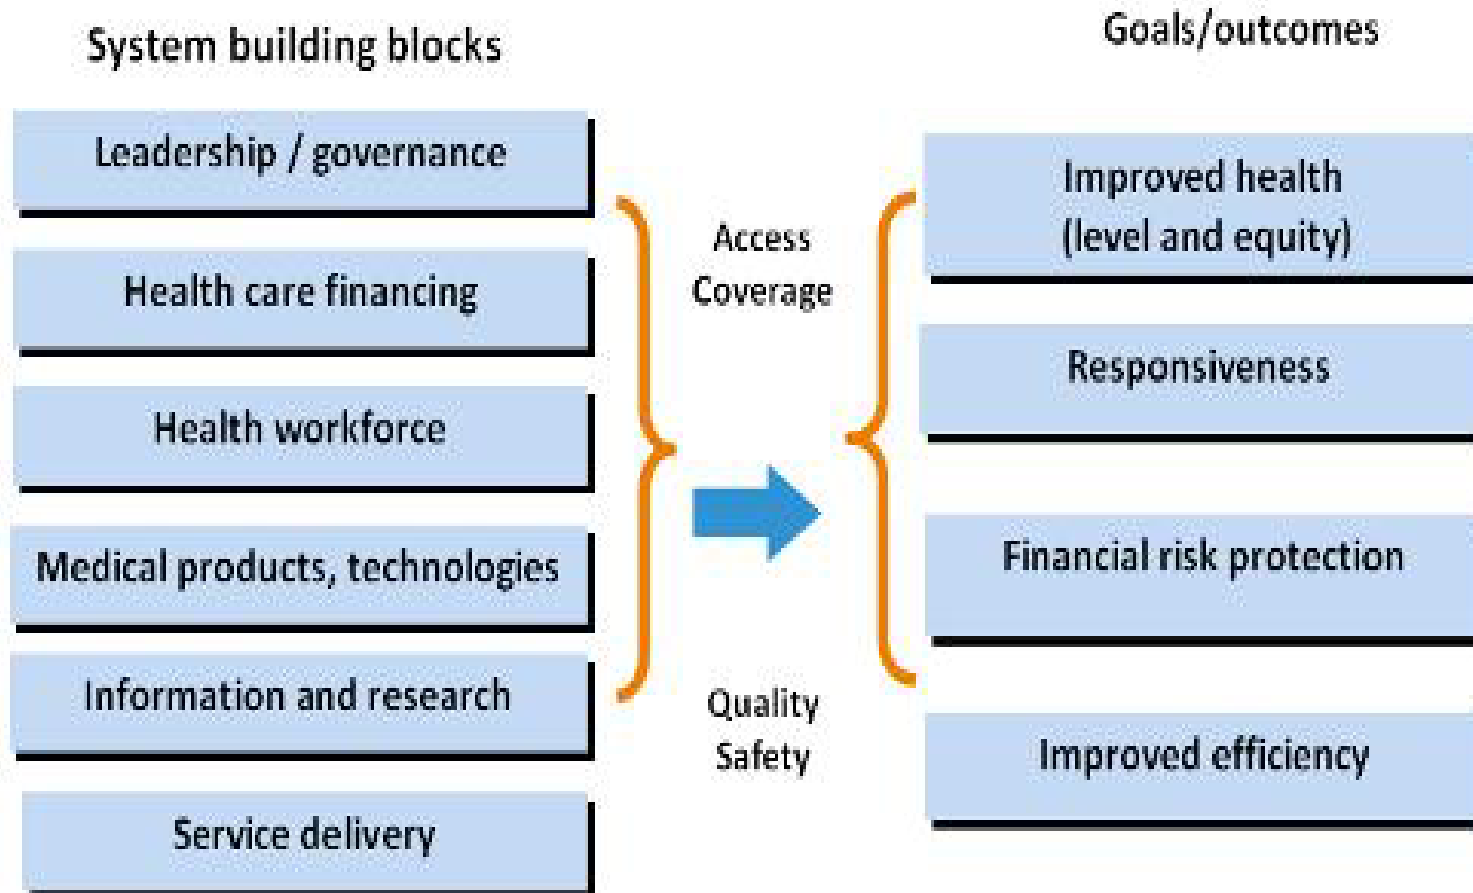 System building blocks
Leadership / governance
Health care financing
Health workforce
Medical products, technologies
Information and research
Service delivery
Access
Coverage
Quality
Safety
Goals/outcomes
Improved health
(level and equity)
Responsiveness
Financial risk protection
Improved efficiency